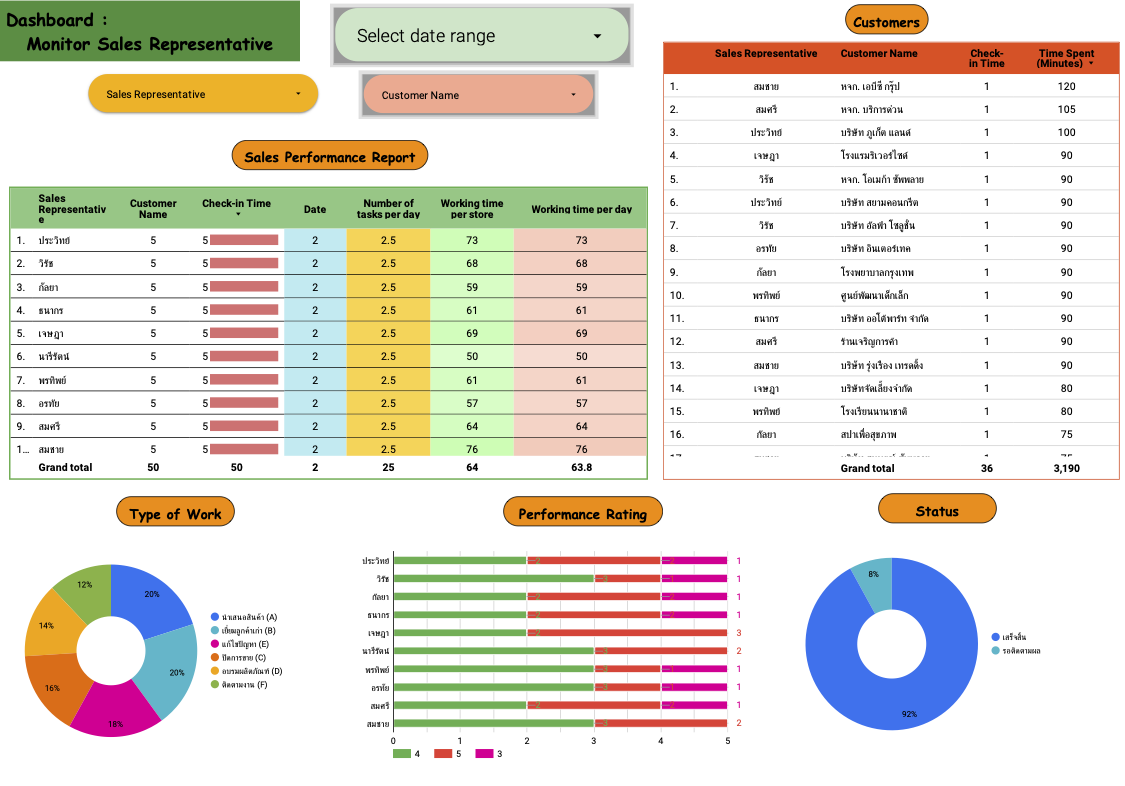 Dashboard :
Monitor Sales Representative
Select date range
Sales Representative
Customer Name
Sales Performance Report
Sales Representativ e Customer Name Check-in Time Date Number of tasks per day Working time per store Working time per day
1. ประวิทย์ 5 5 2 2.5 73 73
2. วิรัช 5 5 2 2.5 68 68
3. กัลยา 5 5 2 2.5 59 59
4. ธนากร 5 5 2 2.5 61 61
5. เจษฎา 5 5 2 2.5 69 69
6. นารีรัตน์ 5 5 2 2.5 50 50
7. พรทิพย์ 5 5 2 2.5 61 61
8. อรทัย 5 5 2 2.5 57 57
9. สมศรี 5 5 2 2.5 64 64
1... สมชาย 5 5 2 2.5 76 76
Grand total 50 50 2 25 64 63.8
Customers
Sales Representative Customer Name Check-in Time Time Spent (Minutes)
1. สมชาย หจก. เอบีซี กรุ๊ป 1 120
2. สมศรี หจก. บริการด่วน 1 105
3. ประวิทย์ บริษัท ภูเก็ต แลนด์ 1 100
4. เจษฎา โรงแรมริเวอร์ไซด์ 1 90
5. วิรัช หจก. โอเมก้า ซัพพลาย 1 90
6. ประวิทย์ บริษัท สยามคอนกรีต 1 90
7. วิรัช บริษัท อัลฟ่า โซลูชั่น 1 90
8. อรทัย บริษัท อินเตอร์เทค 1 90
9. กัลยา โรงพยาบาลกรุงเทพ 1 90
10. พรทิพย์ ศูนย์พัฒนาเด็กเล็ก 1 90
11. ธนากร บริษัท ออโต้พาร์ท จำกัด 1 90
12. สมศรี ร้านเจริญการค้า 1 90
13. สมชาย บริษัท รุ่งเรือง เทรดดิ้ง 1 90
14. เจษฎา บริษัทจัดเลี้ยงจำกัด 1 80
15. พรทิพย์ โรงเรียนนานาชาติ 1 80
16. กัลยา สปาเพื่อสุขภาพ 1 75
Grand total 36 3,190
Type of Work
20%
20%
18%
16%
14%
12%
นำเสนอสินค้า (A)
เยี่ยมลูกค้าเก่า (B)
แก้ไขปัญหา (E)
ปิดการขาย (C)
อบรมผลิตภัณฑ์ (D)
ติดตามงาน (F)
Performance Rating
ประวิทย์ 2 2 1
วิรัช 3 1 1
กัลยา 2 2 1
ธนากร 2 2 1
เจษฎา 2 3
นารีรัตน์ 3 2
พรทิพย์ 3 1 1
อรทัย 3 1 1
สมศรี 2 2 1
สมชาย 3 2
0 1 2 3 4 5
4 5 3
Status
8%
92%
เสร็จสิ้น
รอติดตามผล